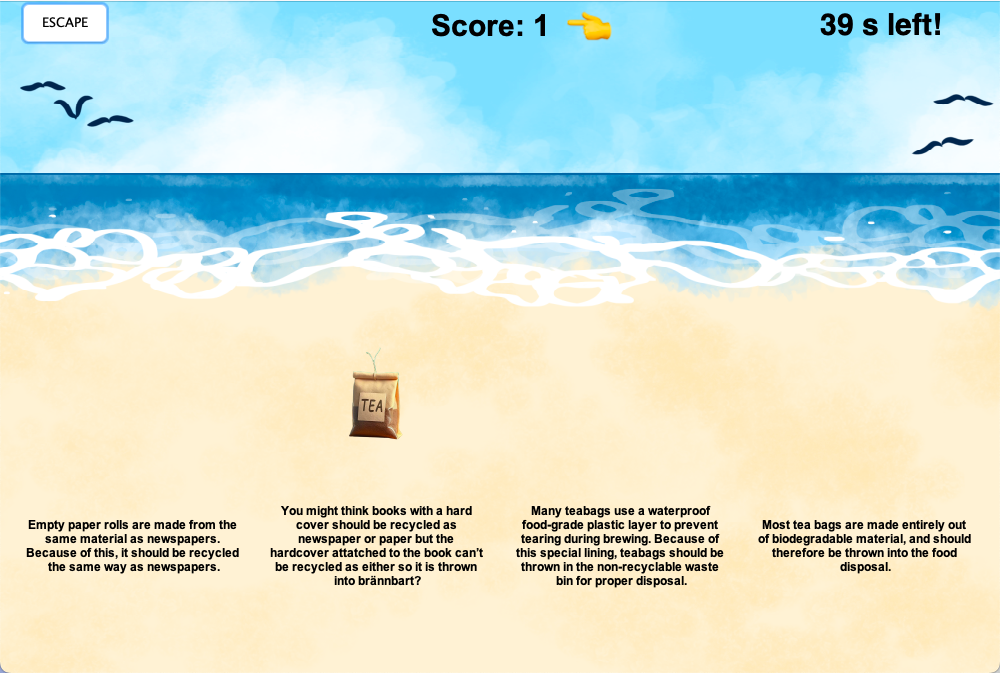 ESCAPE
Score: 1
39 s left!
TEA
Empty paper rolls are made from the
same material as newspapers.
Because of this, it should be recycled
the same way as newspapers.
You might think books with a hard
cover should be recycled as
newspaper or paper but the
hardcover attatched to the book can't
be recycled as either so it is thrown
into brännbart?
Many teabags use a waterproof
food-grade plastic layer to prevent
tearing during brewing. Because of
this special lining, teabags should be
thrown in the non-recyclable waste
bin for proper disposal.
Most tea bags are made entirely out
of biodegradable material, and should
therefore be thrown into the food
disposal.